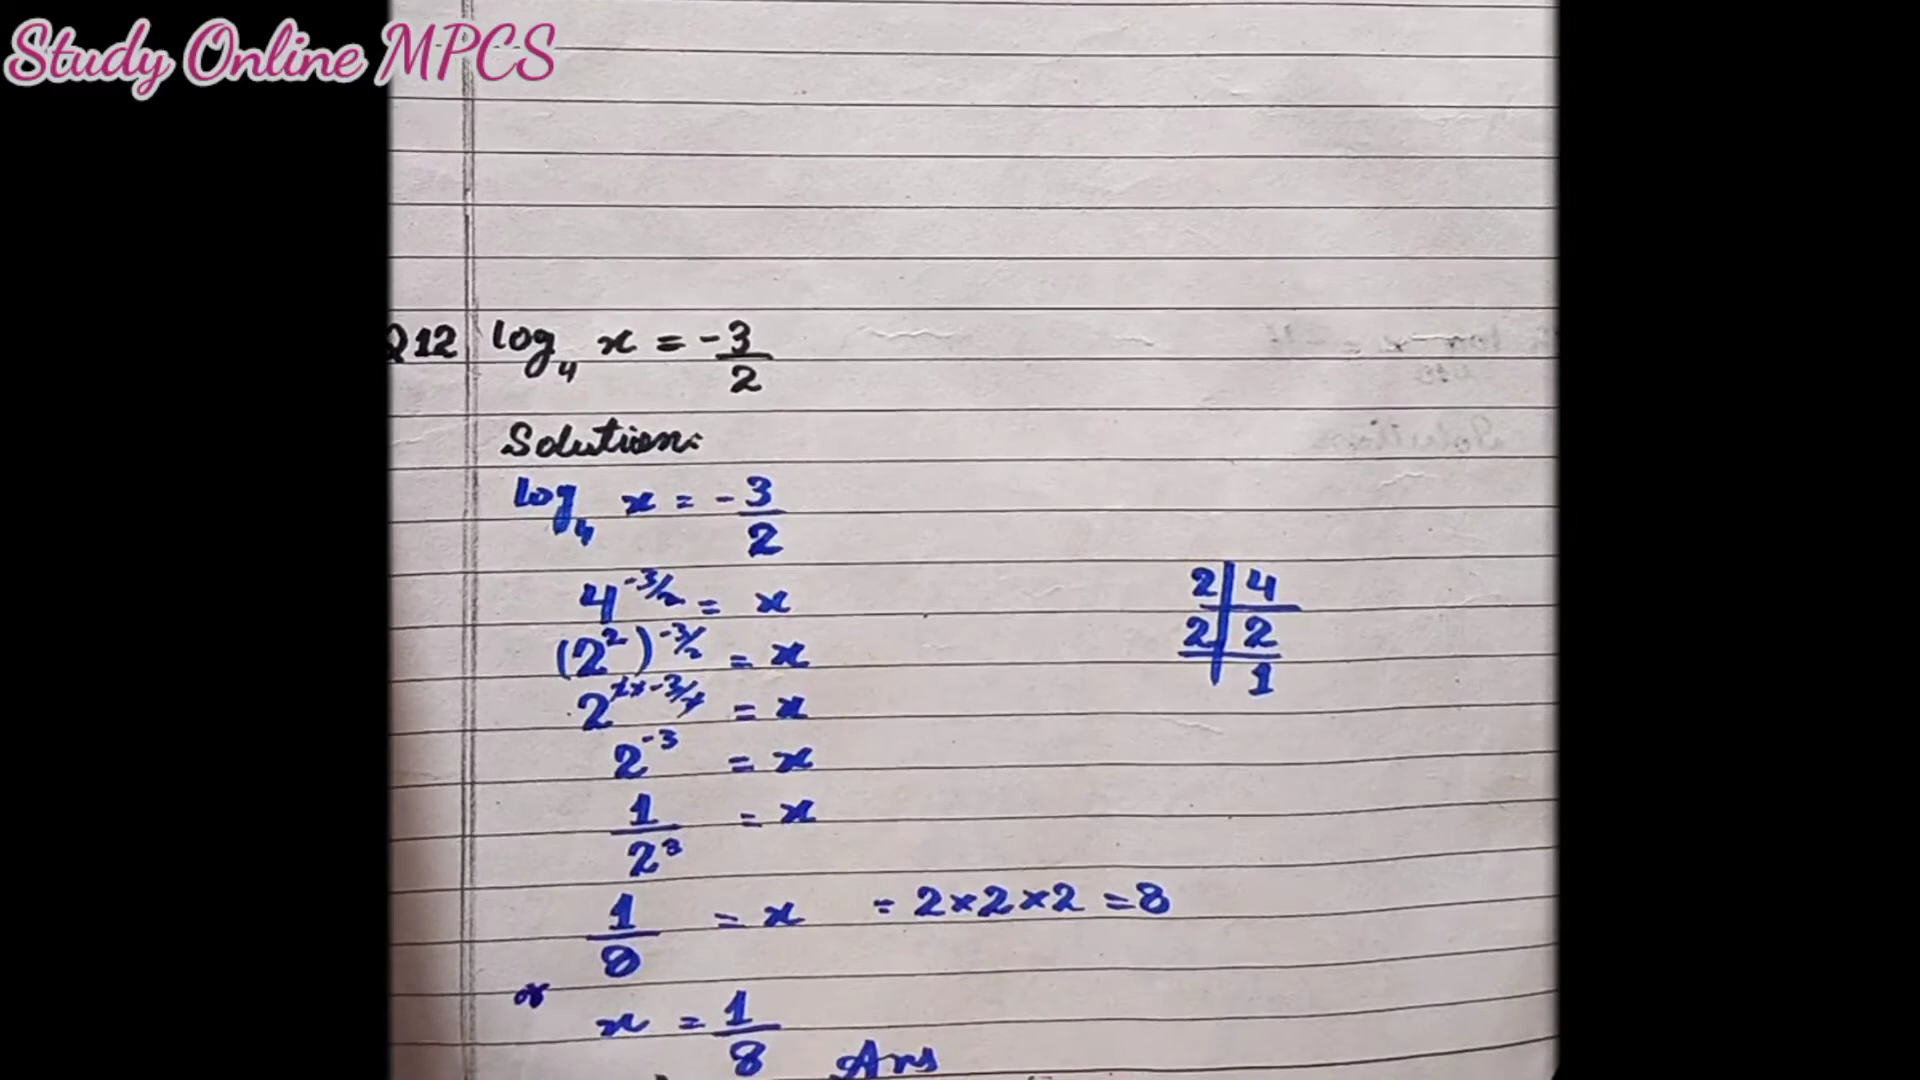 Study Online MPCS
Q12 log₄ x = -3/2
Solution:
log₄ x = -3/2
4^(-3/2) = x
(2²)^(-3/2) = x
2^(2×-3/2) = x
2⁻³ = x
1/2³ = x
1/8 = x = 2×2×2 = 8
or
x = 1/8 Ans
2 | 4
2 | 2
1